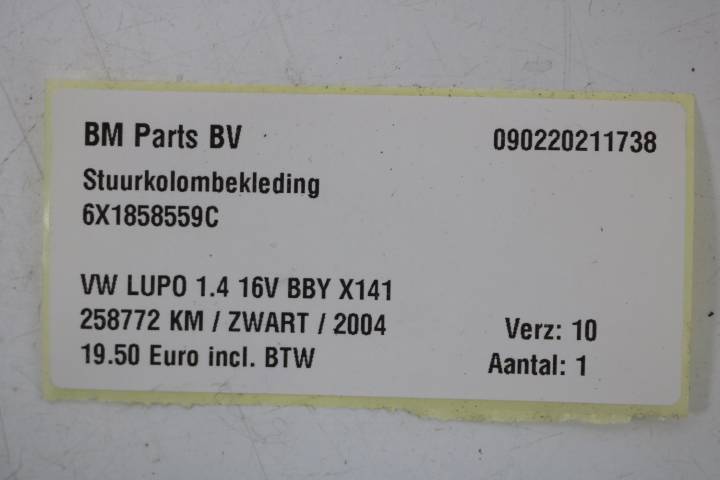 BM Parts BV 090220211738
Stuurkolombekleding
6X1858559C
VW LUPO 1.4 16V BBY X141
258772 KM / ZWART / 2004 Verz: 10
19.50 Euro incl. BTW Aantal: 1